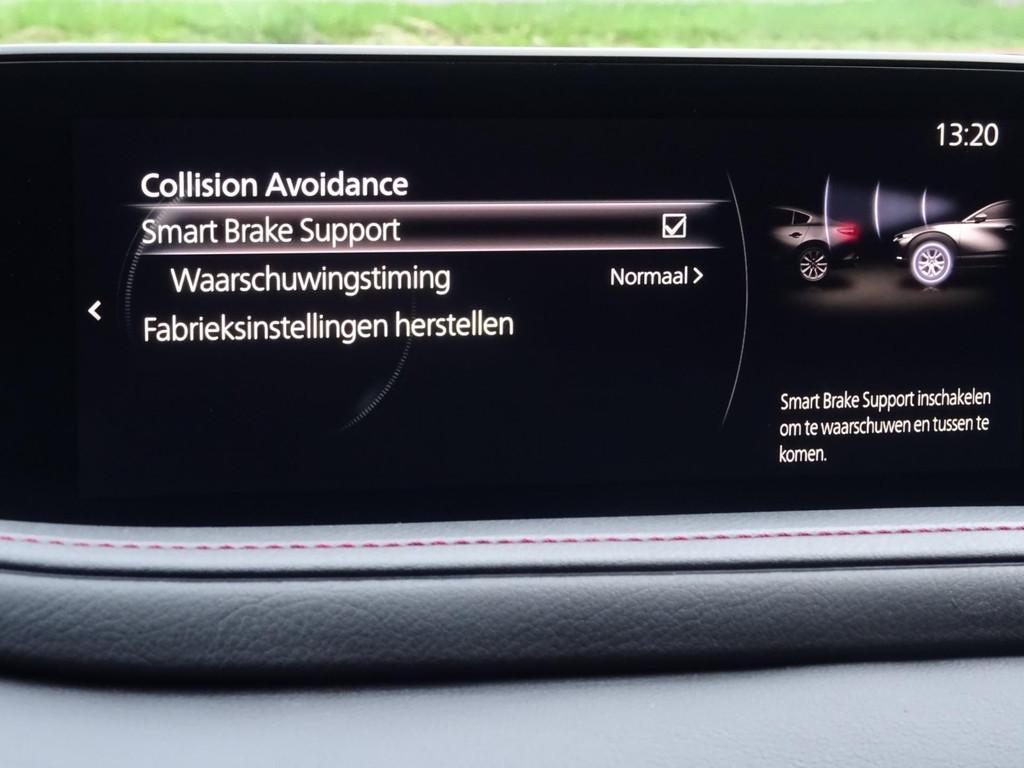 13:20
Collision Avoidance
Smart Brake Support
Waarschuwingstiming Normaal >
Fabrieksinstellingen herstellen
Smart Brake Support inschakelen
om te waarschuwen en tussen te
komen.